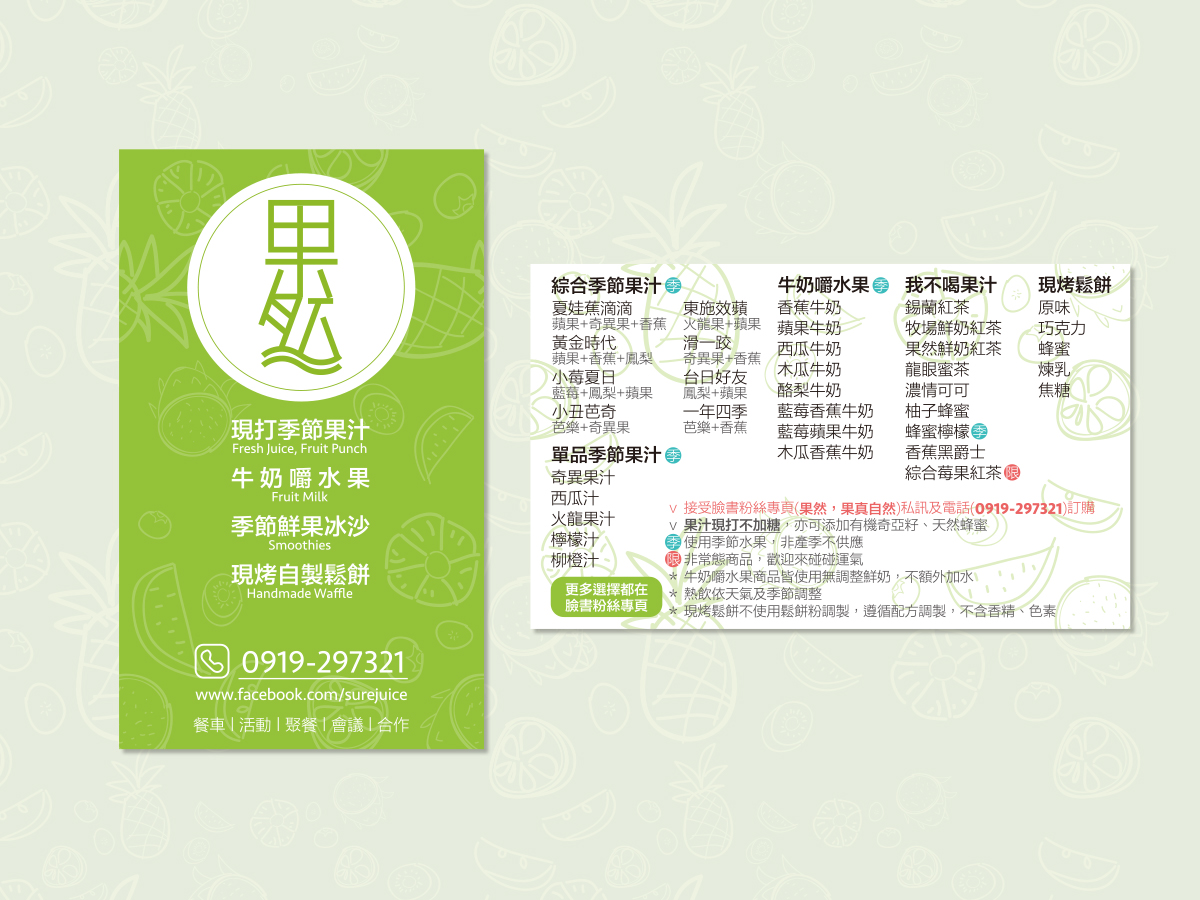 果然
現打季節果汁
Fresh Juice, Fruit Punch
牛奶嚼水果
Fruit Milk
季節鮮果冰沙
Smoothies
現烤自製鬆餅
Handmade Waffle
0919-297321
www.facebook.com/surejuice
餐車|活動|聚餐|會議|合作
綜合季節果汁 季
夏娃蕉滴滴
蘋果+奇異果+香蕉
黃金時代
蘋果+香蕉+鳳梨
小莓夏日
藍莓+鳳梨+蘋果
小丑芭奇
芭樂+奇異果
東施效蘋
火龍果+蘋果
滑一跤
奇異果+香蕉
台日好友
鳳梨+蘋果
一年四季
芭樂+香蕉
單品季節果汁 季
奇異果汁
西瓜汁
火龍果汁
檸檬汁
柳橙汁
更多選擇都在
臉書粉絲專頁
牛奶嚼水果 季
香蕉牛奶
蘋果牛奶
西瓜牛奶
木瓜牛奶
酪梨牛奶
藍莓香蕉牛奶
藍莓蘋果牛奶
木瓜香蕉牛奶
我不喝果汁
錫蘭紅茶
牧場鮮奶紅茶
果然鮮奶紅茶
龍眼蜜茶
濃情可可
柚子蜂蜜
蜂蜜檸檬 季
香蕉黑爵士
綜合莓果紅茶 限
現烤鬆餅
原味
巧克力
蜂蜜
煉乳
焦糖
v 接受臉書粉絲專頁(果然，果真自然)私訊及電話(0919-297321)訂購
v 果汁現打不加糖，亦可添加有機奇亞籽、天然蜂蜜
季 使用季節水果，非產季不供應
限 非常態商品，歡迎來碰碰運氣
* 牛奶嚼水果商品皆使用無調整鮮奶，不額外加水
* 熱飲依天氣及季節調整
* 現烤鬆餅不使用鬆餅粉調製，遵循配方調製，不含香精、色素